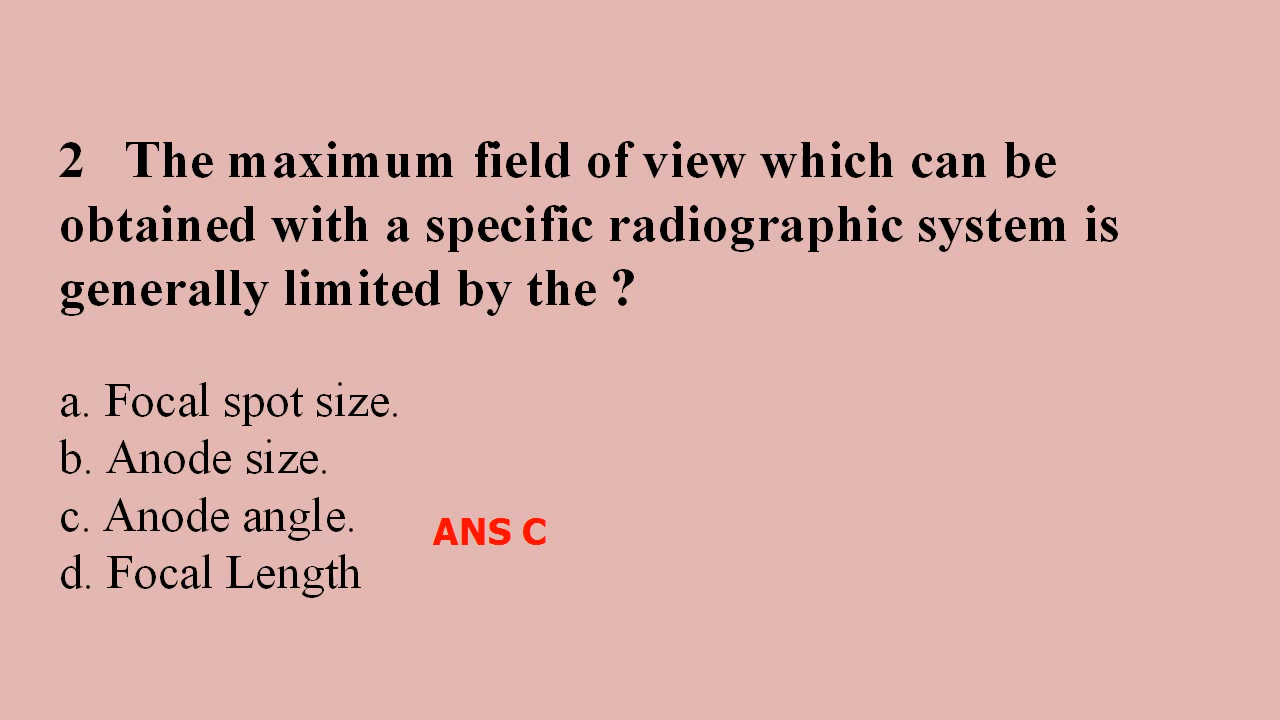 2 The maximum field of view which can be
obtained with a specific radiographic system is
generally limited by the ?
a. Focal spot size.
b. Anode size.
c. Anode angle.
ANS C
d. Focal Length